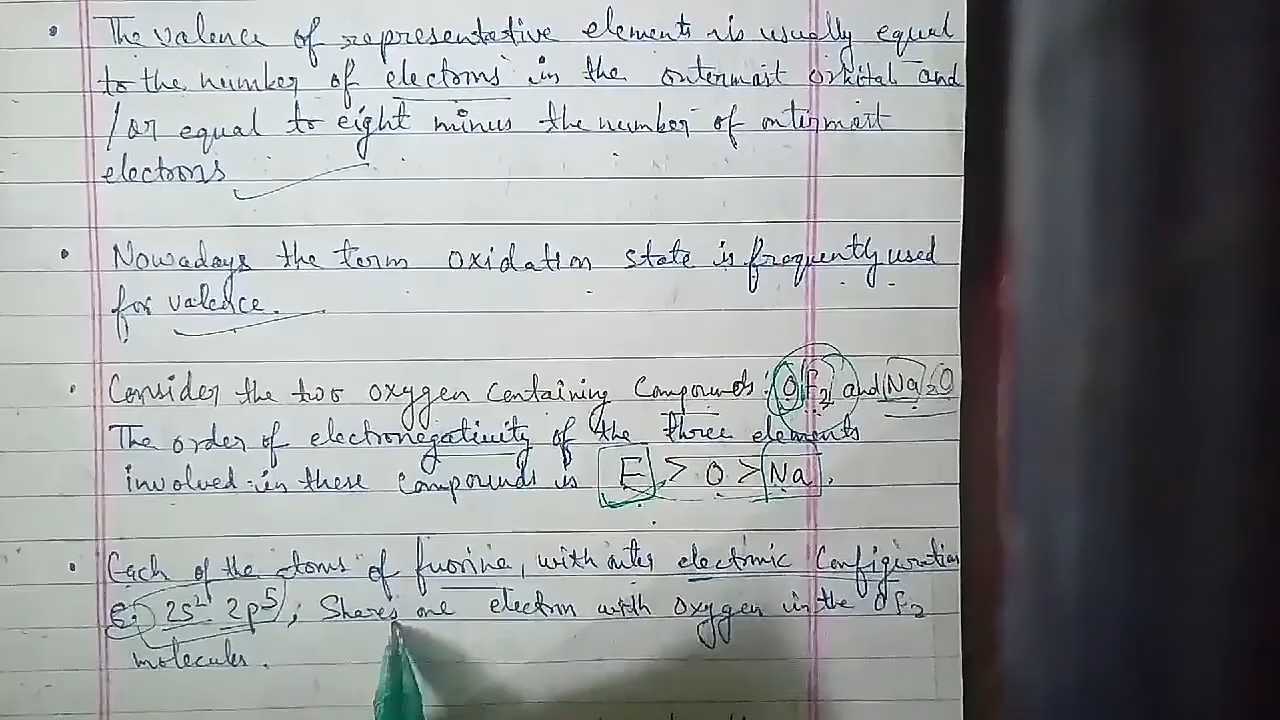 • The valence of representative elements is usually equal
to the number of electrons in the outermost orbital and
/or equal to eight minus the number of outermost
electrons
• Nowadays the term oxidation state is frequently used
for valence.
• Consider the two oxygen containing compounds: OF₂ and Na₂O
The order of electronegativity of the three elements
involved in these compounds is F > O > Na.
• Each of the atoms of fuorine, with outer electronic configuration
2s² 2p⁵, Shares one electron with oxygen in the OF₂
molecules.